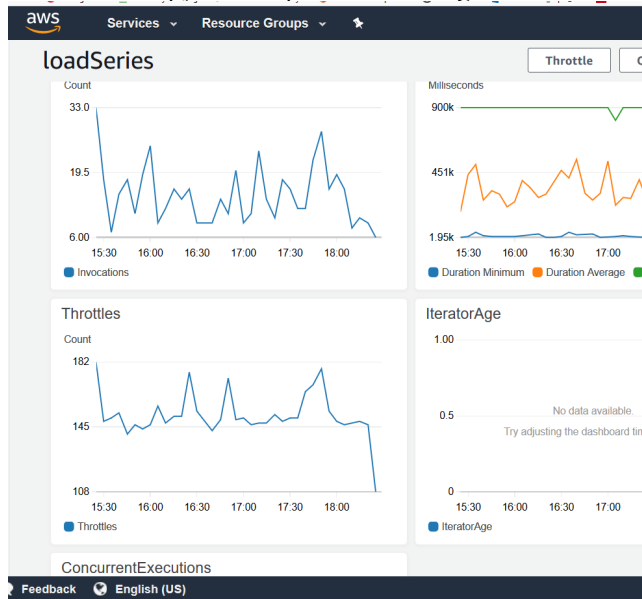 aws
Services
Resource Groups
loadSeries
Throttle
Count
33.0
19.5
6.00
15:30 16:00 16:30 17:00 17:30 18:00
Invocations
Milliseconds
900k
451k
1.95k
15:30 16:00 16:30 17:00
Duration Minimum Duration Average
Throttles
Count
182
145
108
15:30 16:00 16:30 17:00 17:30 18:00
Throttles
IteratorAge
1.00
0.5
0
No data available.
Try adjusting the dashboard tim
15:30 16:00 16:30 17:00
IteratorAge
ConcurrentExecutions
Feedback English (US)